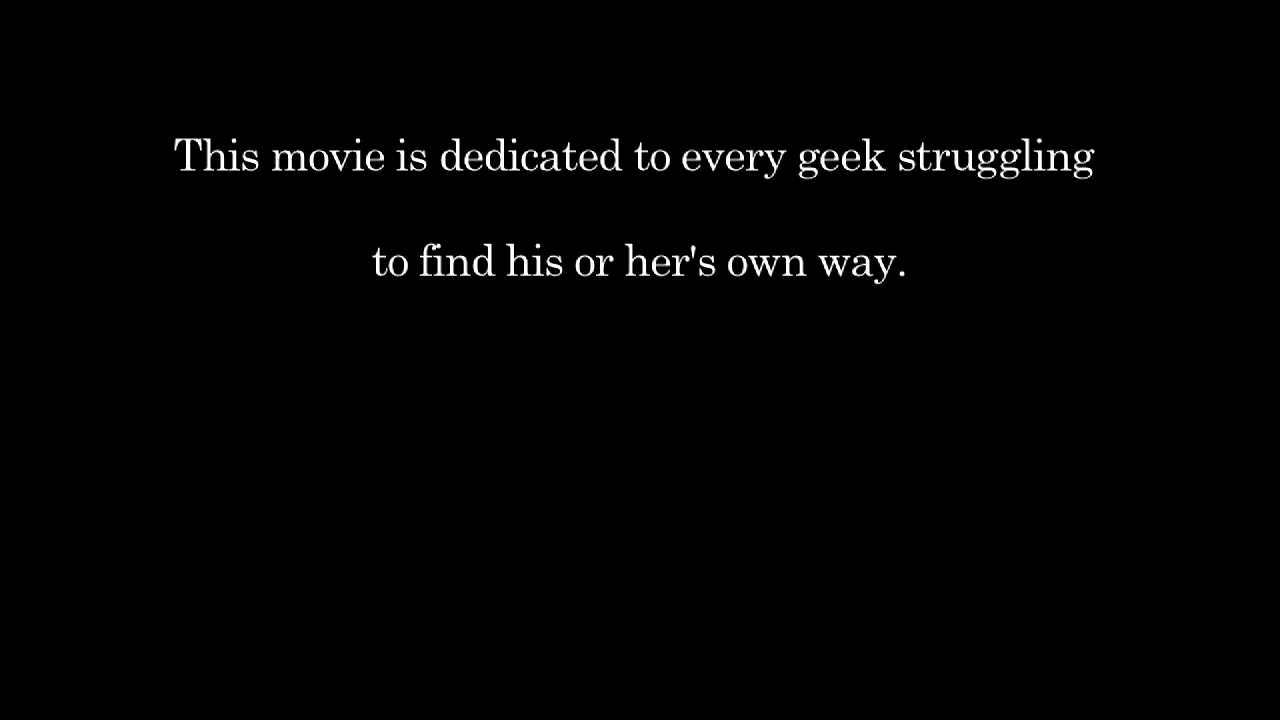 This movie is dedicated to every geek struggling
to find his or her's own way.